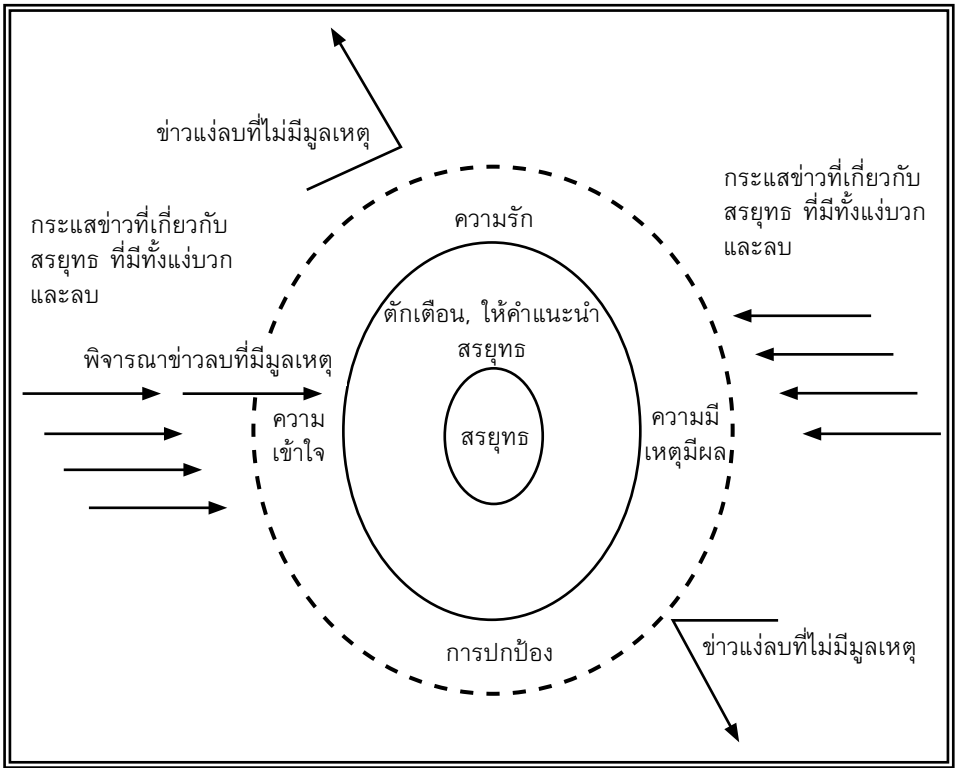 ข่าวแง่ลบที่ไม่มีมูลเหตุ
กระแสข่าวที่เกี่ยวกับ
สรยุทธ ที่มีทั้งแง่บวก
และลบ
กระแสข่าวที่เกี่ยวกับ
สรยุทธ ที่มีทั้งแง่บวก
และลบ
ความรัก
ตักเตือน, ให้คำแนะนำ
สรยุทธ
พิจารณาข่าวลบที่มีมูลเหตุ
ความ
เข้าใจ
สรยุทธ
ความมี
เหตุมีผล
การปกป้อง
ข่าวแง่ลบที่ไม่มีมูลเหตุ